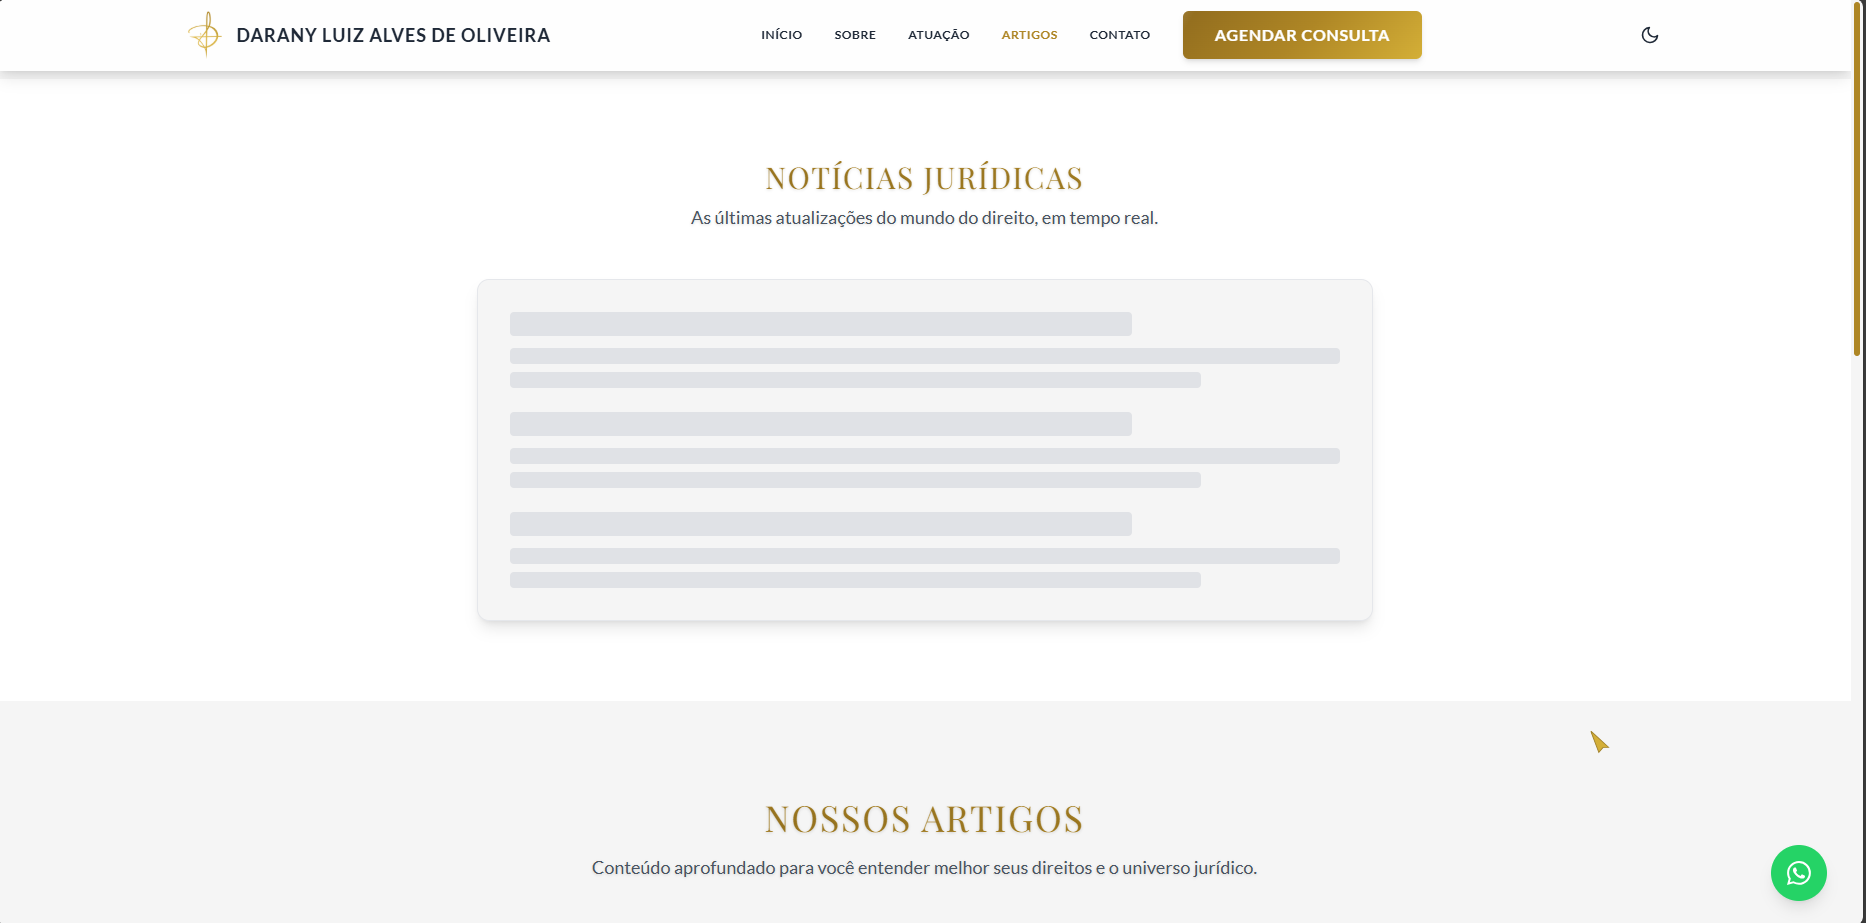 DARANY LUIZ ALVES DE OLIVEIRA
INÍCIO
SOBRE
ATUAÇÃO
ARTIGOS
CONTATO
AGENDAR CONSULTA
NOTÍCIAS JURÍDICAS
As últimas atualizações do mundo do direito, em tempo real.
NOSSOS ARTIGOS
Conteúdo aprofundado para você entender melhor seus direitos e o universo jurídico.